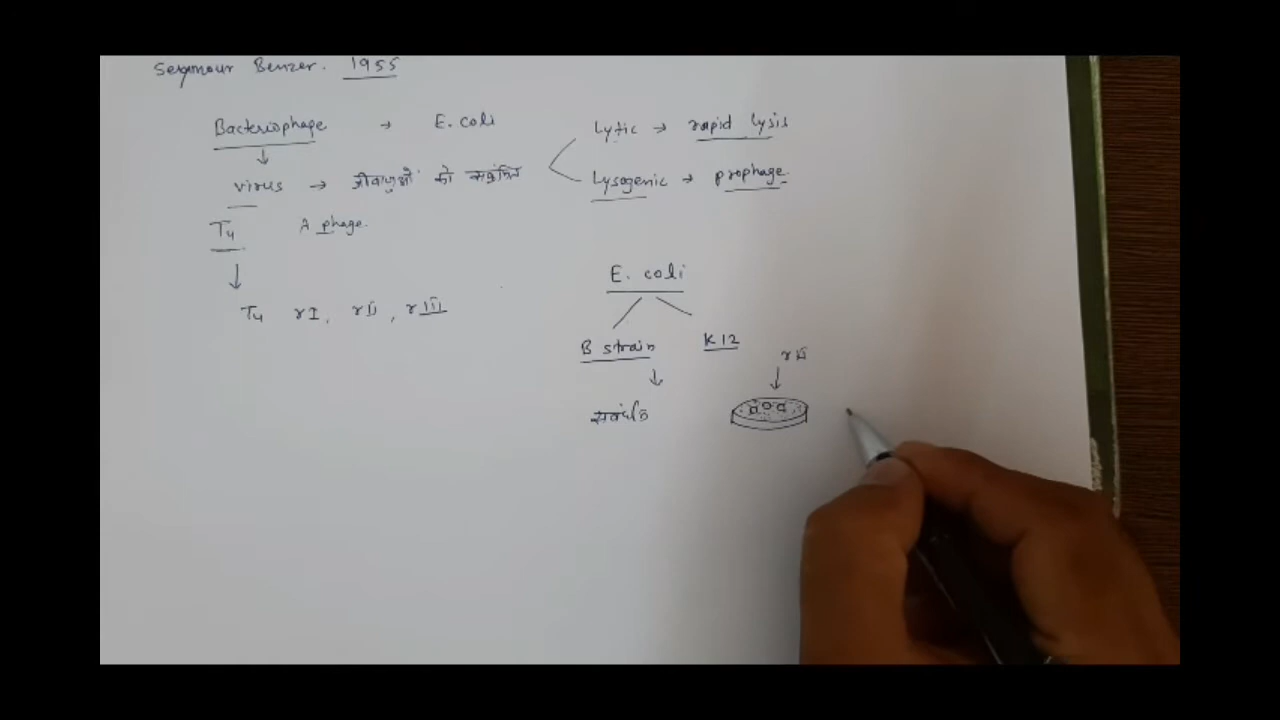 Seymour Benzer. 1955
Bacteriophage → E. coli
Lytic → rapid lysis
virus → जीवाणुओं को संक्रमित
Lysogenic → prophage
T4 λ phage
E. coli
T4 rI, rII, rIII
B strain K12
rII